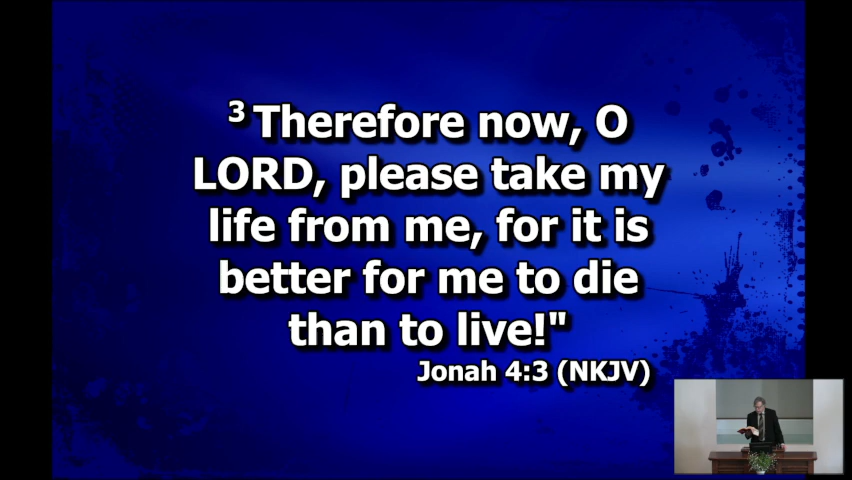 3 Therefore now, O
LORD, please take my
life from me, for it is
better for me to die
than to live!"
Jonah 4:3 (NKJV)